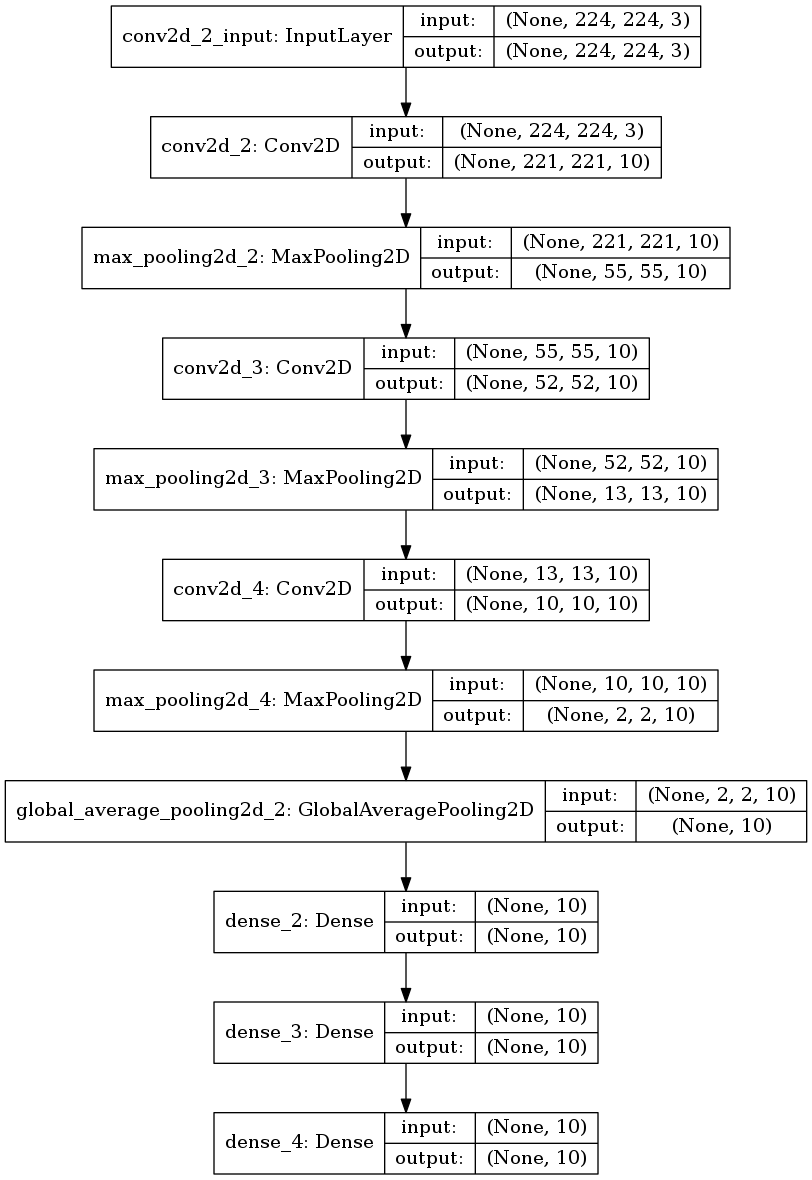 conv2d_2_input: InputLayer input: (None, 224, 224, 3)
output: (None, 224, 224, 3)
conv2d_2: Conv2D input: (None, 224, 224, 3)
output: (None, 221, 221, 10)
max_pooling2d_2: MaxPooling2D input: (None, 221, 221, 10)
output: (None, 55, 55, 10)
conv2d_3: Conv2D input: (None, 55, 55, 10)
output: (None, 52, 52, 10)
max_pooling2d_3: MaxPooling2D input: (None, 52, 52, 10)
output: (None, 13, 13, 10)
conv2d_4: Conv2D input: (None, 13, 13, 10)
output: (None, 10, 10, 10)
max_pooling2d_4: MaxPooling2D input: (None, 10, 10, 10)
output: (None, 2, 2, 10)
global_average_pooling2d_2: GlobalAveragePooling2D input: (None, 2, 2, 10)
output: (None, 10)
dense_2: Dense input: (None, 10)
output: (None, 10)
dense_3: Dense input: (None, 10)
output: (None, 10)
dense_4: Dense input: (None, 10)
output: (None, 10)